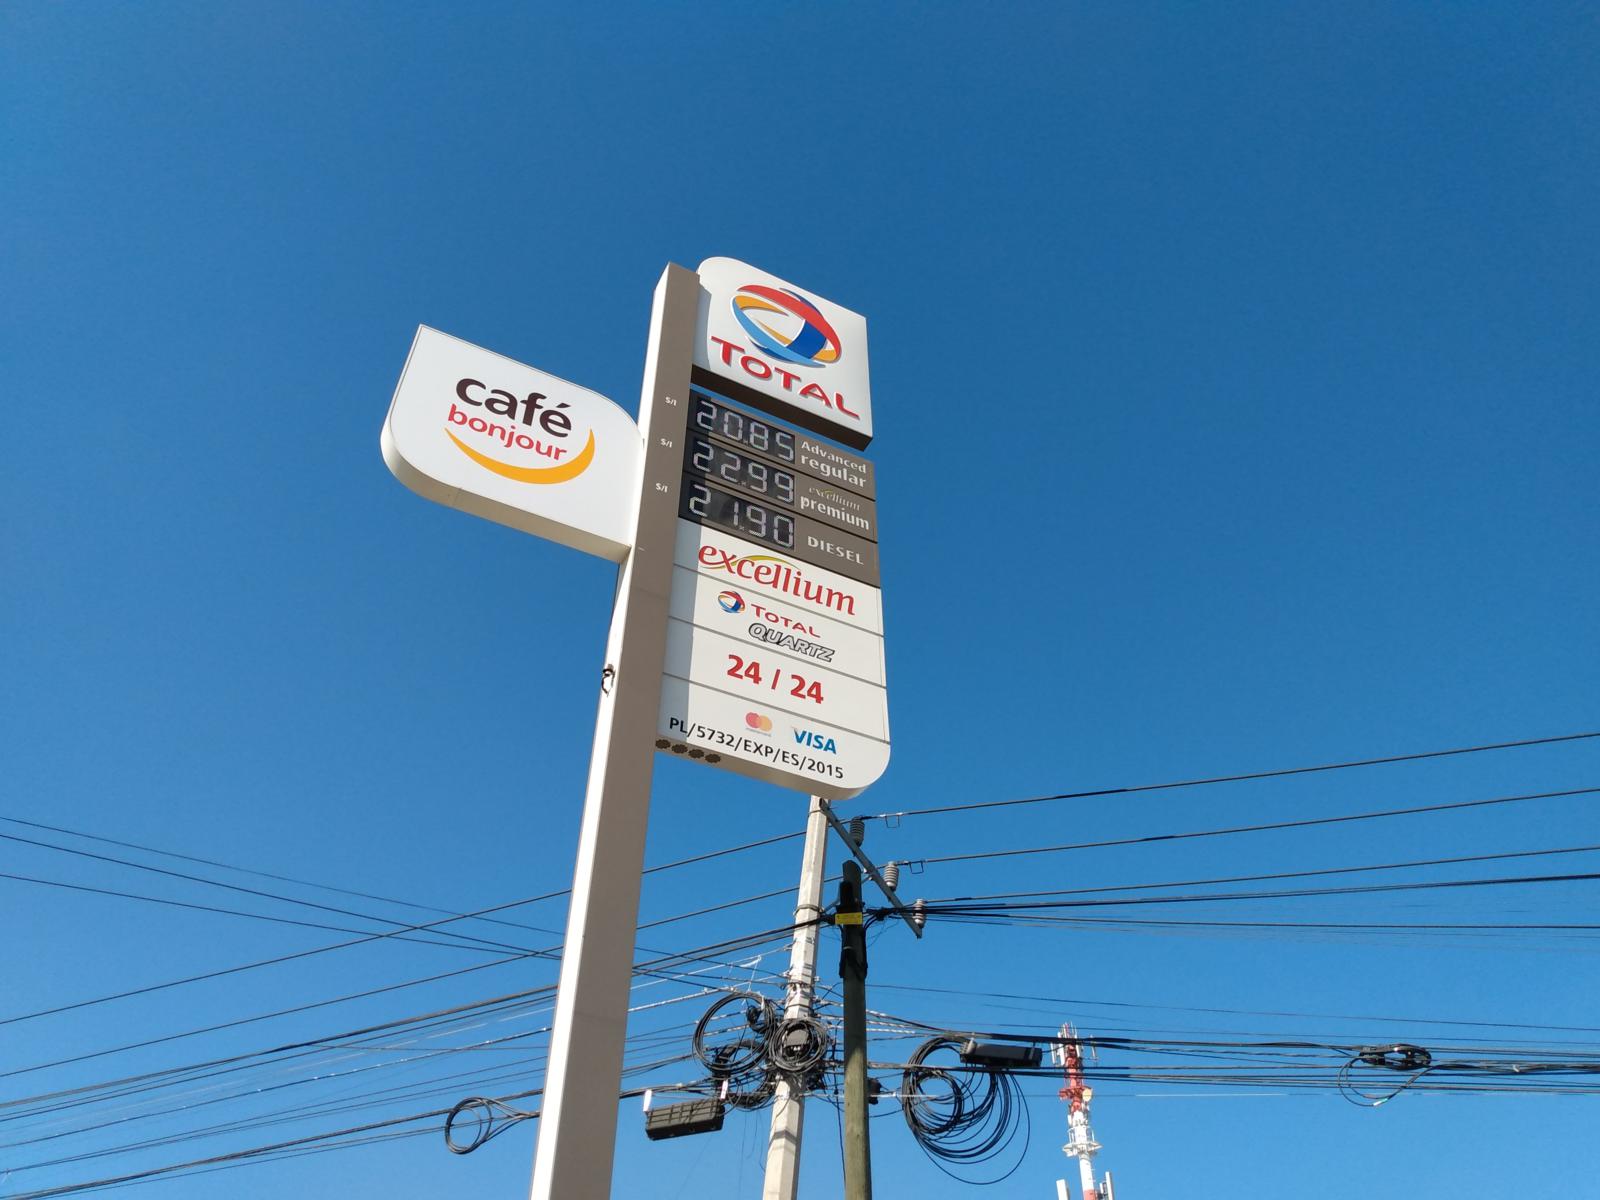 café
bonjour
TOTAL
S/l 20.85 Advanced regular
S/l 22.99 excellium premium
S/l 21.90 DIESEL
excellium
TOTAL
QUARTZ
24 / 24
mastercard VISA
PL/5732/EXP/ES/2015